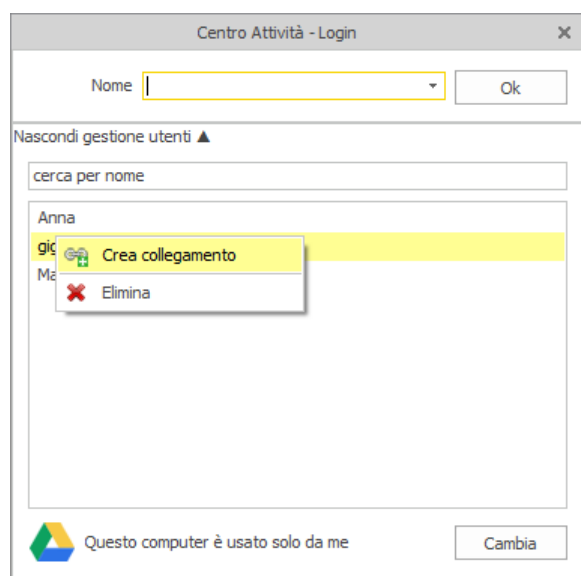 Centro Attività - Login
Nome
Ok
Nascondi gestione utenti ▲
cerca per nome
Anna
Crea collegamento
Elimina
Questo computer è usato solo da me
Cambia